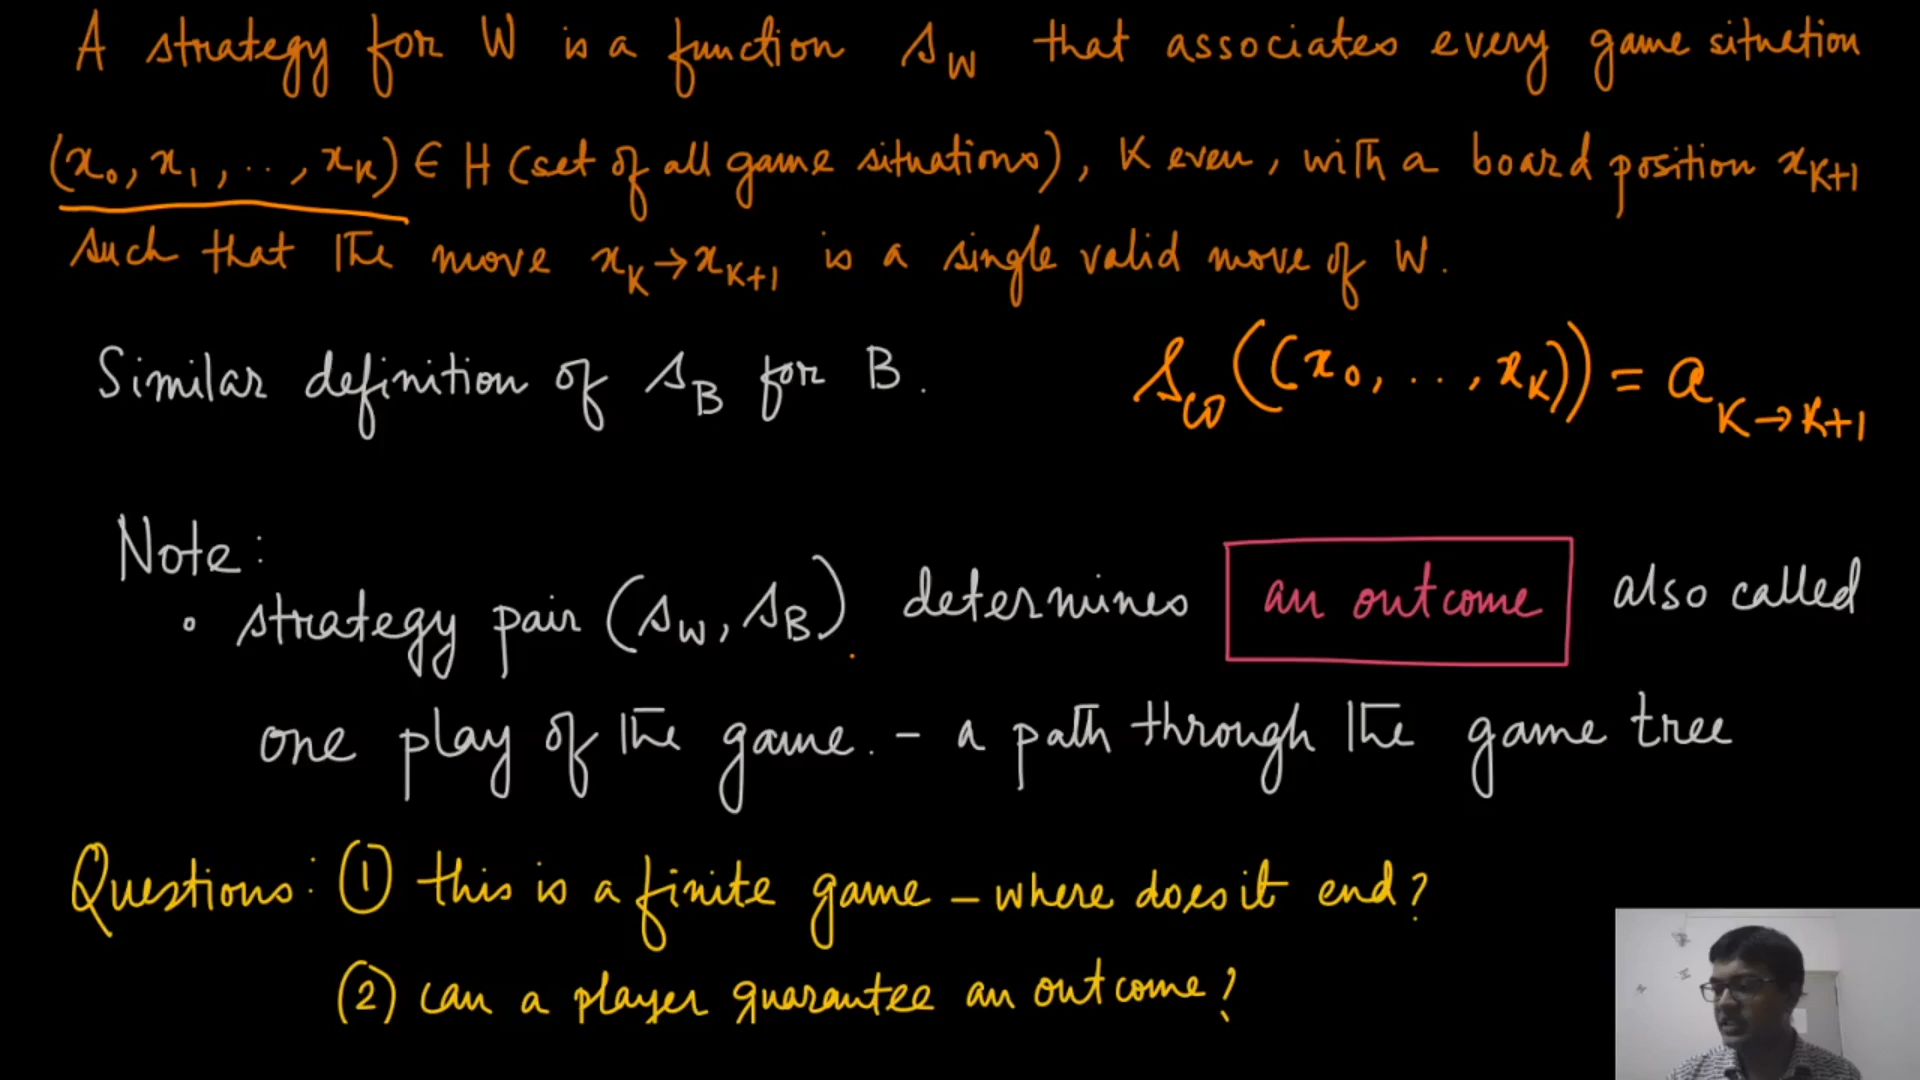 A strategy for W is a function s_W that associates every game situation
(x_0, x_1, .., x_K) ∈ H (set of all game situations), K even, with a board position x_{K+1}
such that the move x_K → x_{K+1} is a single valid move of W.
Similar definition of s_B for B.
s_ω((x_0, .., x_K)) = a_{K→K+1}
Note:
• strategy pair (s_W, s_B) determines an outcome also called
one play of the game. - a path through the game tree
Questions: ① this is a finite game – where does it end?
(2) can a player guarantee an outcome?